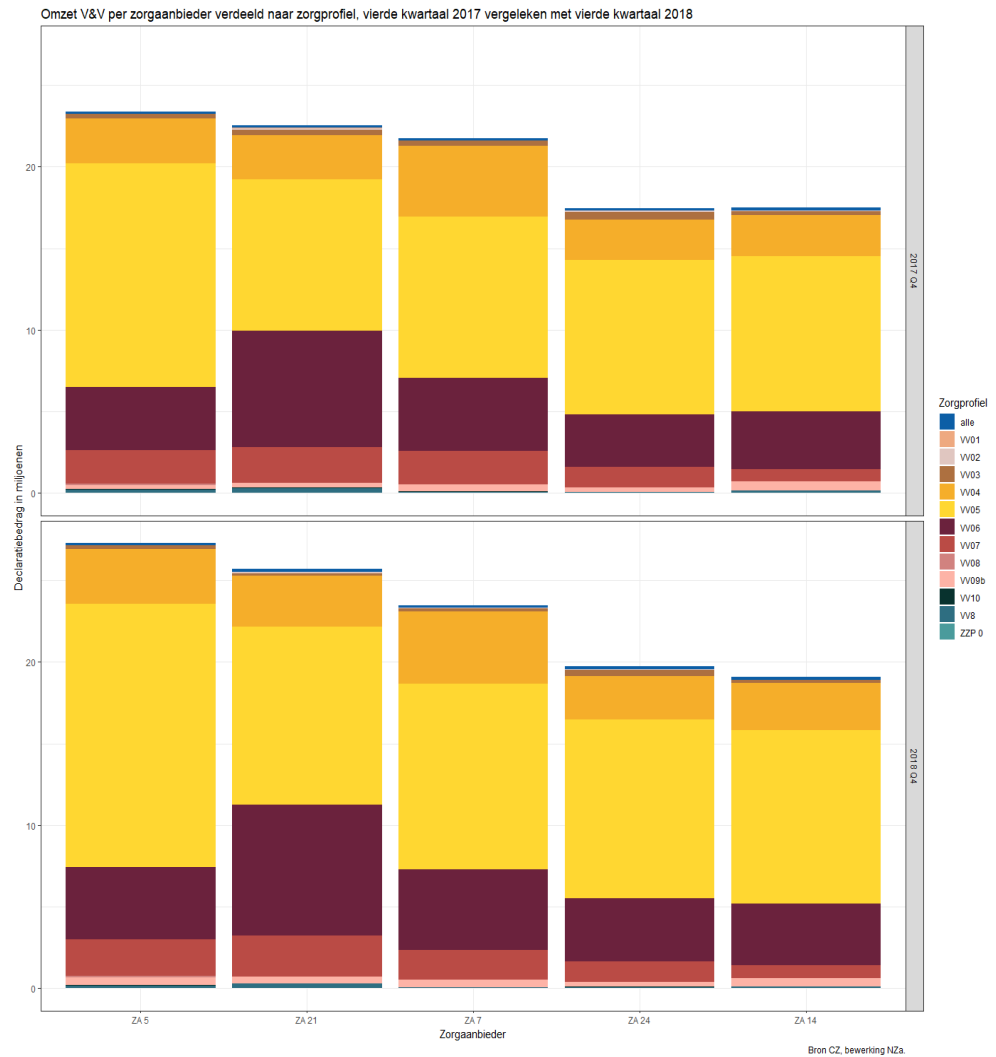 Omzet V&V per zorgaanbieder verdeeld naar zorgprofiel, vierde kwartaal 2017 vergeleken met vierde kwartaal 2018
Declaratiebedrag in miljoenen
20
10
0
2017 Q4
20
10
0
2018 Q4
ZA 5
ZA 21
ZA 7
ZA 24
ZA 14
Zorgaanbieder
Zorgprofiel
alle
VV01
VV02
VV03
VV04
VV05
VV06
VV07
VV08
VV09b
VV10
VV8
ZZP 0
Bron CZ, bewerking NZa.